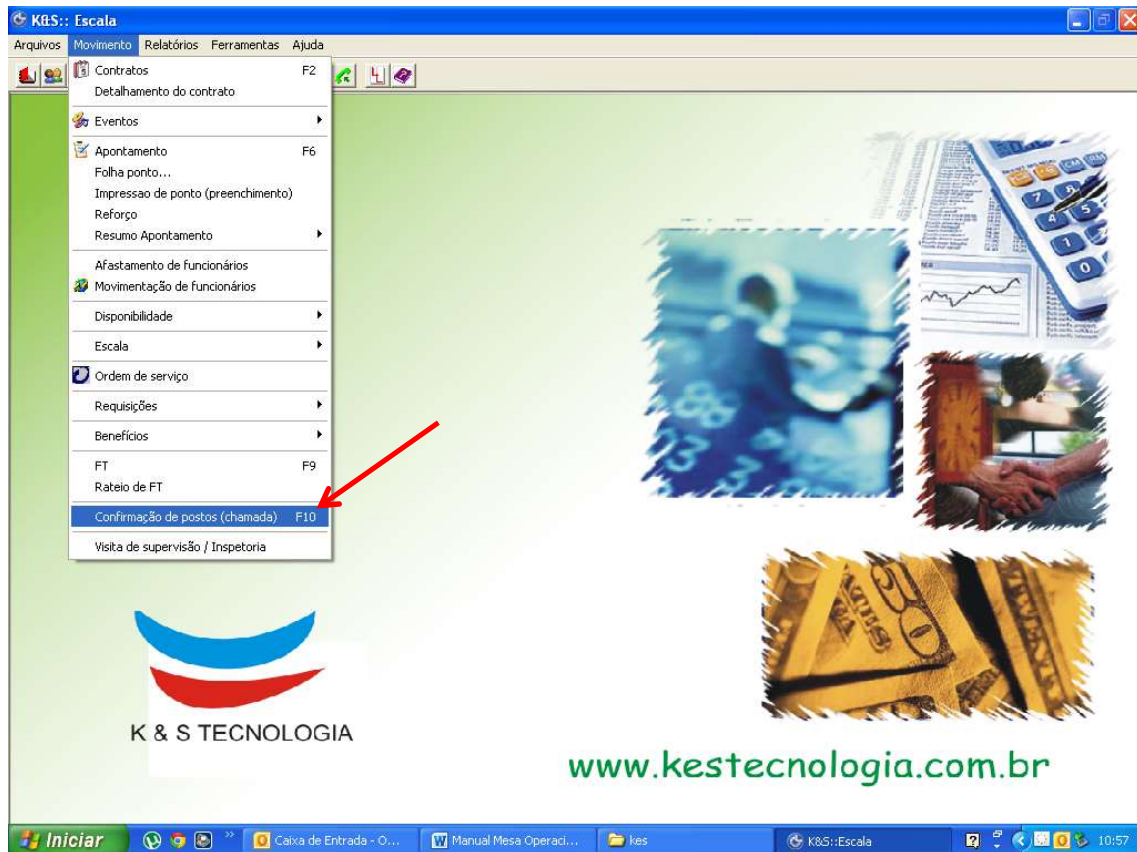 K&S:: Escala
Arquivos Movimento Relatórios Ferramentas Ajuda
Contratos F2
Detalhamento do contrato
Eventos
Apontamento F6
Folha ponto...
Impressao de ponto (preenchimento)
Reforço
Resumo Apontamento
Afastamento de funcionários
Movimentação de funcionários
Disponibilidade
Escala
Ordem de serviço
Requisições
Benefícios
FT F9
Rateio de FT
Confirmação de postos (chamada) F10
Visita de supervisão / Inspetoria
K & S TECNOLOGIA
www.kestecnologia.com.br
Iniciar Caixa de Entrada - O... Manual Mesa Operaci... kes K&S::Escala 10:57